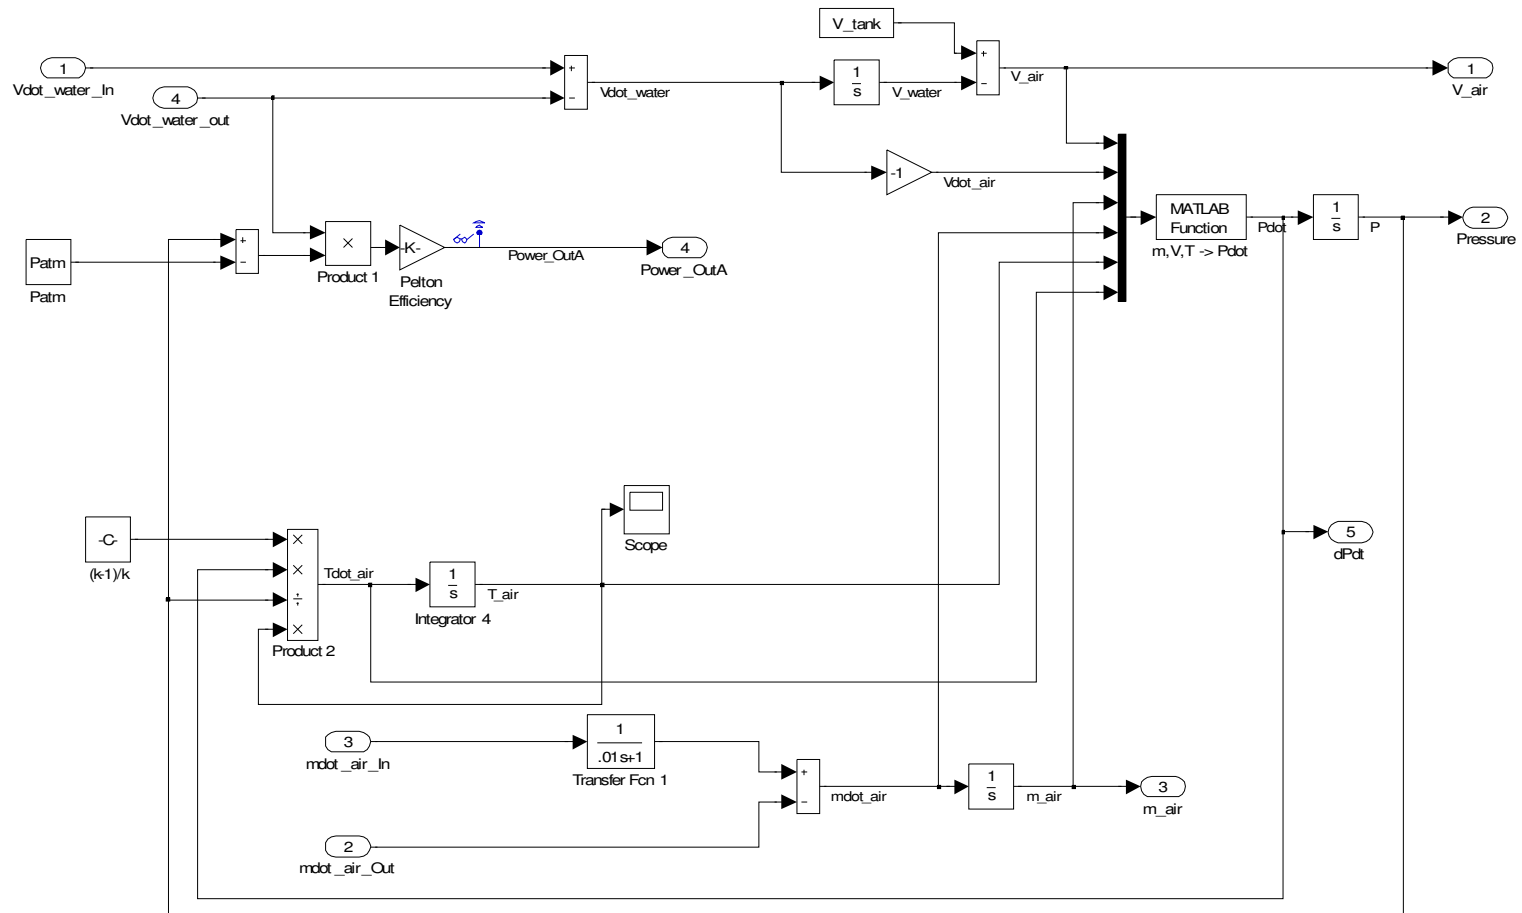 V_tank
+
−
1
Vdot_water_In
+
−
Vdot_water
1
s
V_water
V_air
1
V_air
4
Vdot_water_out
-1
Vdot_air
MATLAB
Function
m,V,T -> Pdot
Pdot
1
s
P
2
Pressure
Patm
Patm
+
−
×
Product 1
-K-
Pelton
Efficiency
Power_OutA
4
Power_OutA
Scope
5
dPdt
-C-
(k-1)/k
×
×
÷
×
Product 2
Tdot_air
1
s
Integrator 4
T_air
3
mdot_air_In
1
.01s+1
Transfer Fcn 1
+
−
mdot_air
1
s
m_air
3
m_air
2
mdot_air_Out